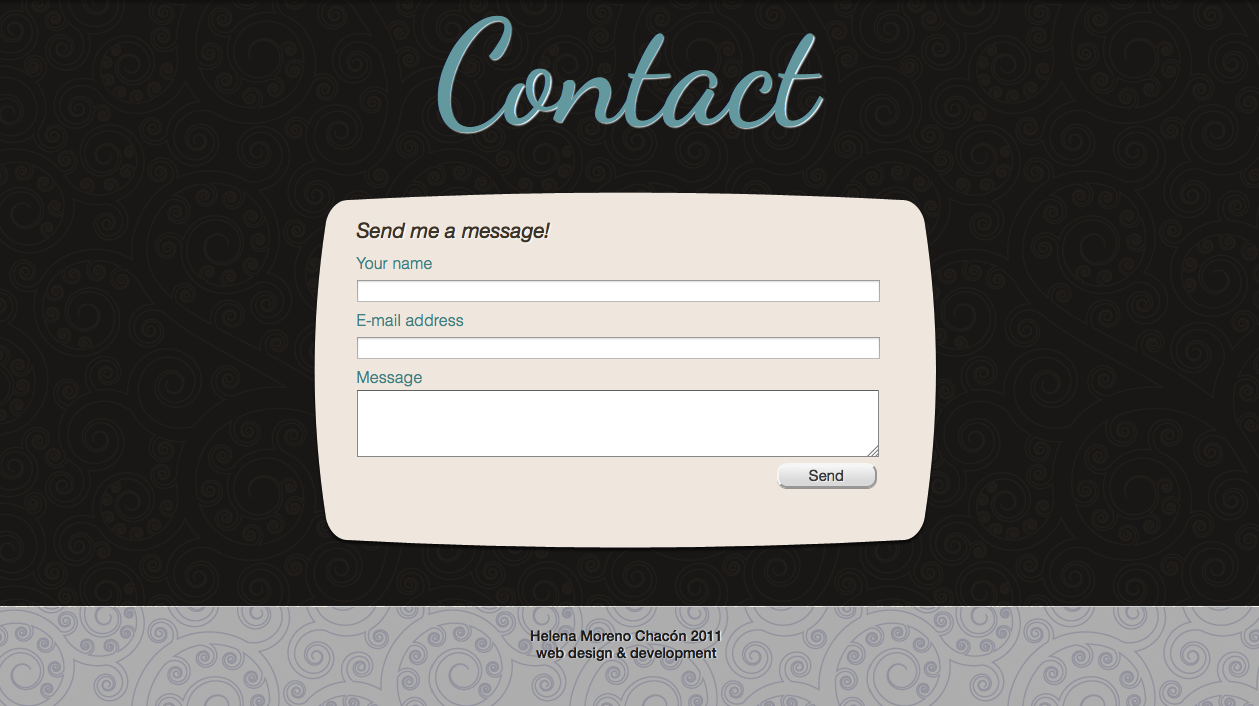 Contact
Send me a message!
Your name
E-mail address
Message
Send
Helena Moreno Chacón 2011
web design & development